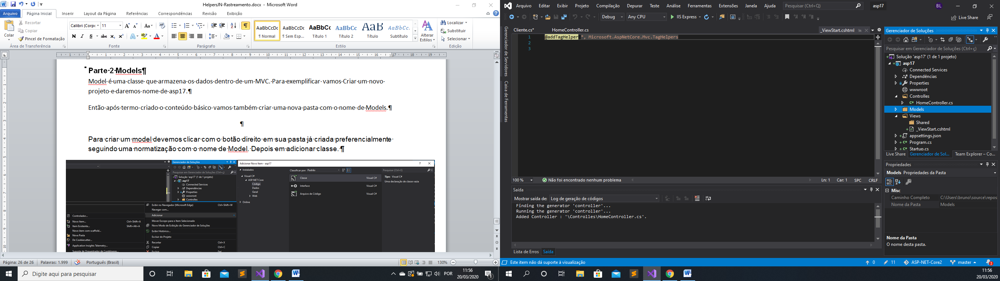 HelpersJN-Rastreamento.docx - Microsoft Word
Arquivo
Página Inicial
Inserir
Layout da Página
Referências
Correspondências
Revisão
Exibição
Colar
Recortar
Copiar
Pincel de Formatação
Área de Transferência
Calibri (Corpo
11
Fonte
Parágrafo
¶ Normal
¶ Sem Esp...
Título 1
Título 2
Título
Subtítulo
Alterar Estilos
Estilo
Localizar
Substituir
Selecionar
Edição
Parte 2 Models¶
Model é uma classe que armazena os dados dentro de um MVC. Para exemplificar vamos Criar um novo
projeto e daremos nome de asp17.¶
Então após termo criado o conteúdo básico vamos também criar uma nova pasta com o nome de Models.¶
¶
Para criar um model devemos clicar com o botão direito em sua pasta já criada preferencialmente
seguindo uma normatização com o nome de Model. Depois em adicionar classe. ¶
Gerenciador de Soluções
Pesquisar em Gerenciador de Soluções (Ctrl+ç)
Solução 'asp17' (1 de 1 projeto)
asp17
Connected Services
Dependências
Properties
wwwroot
Controlles
Exibir no Navegador (Microsoft Edge) Ctrl+Shift+W
Navegar com...
Adicionar
Mover Escopo para o Item Selecionado
Novo Modo de Exibição do Gerenciador de Soluções
Exibir Histórico...
Excluir do Projeto
Recortar Ctrl+X
Copiar Ctrl+C
Excluir Del
Controlador...
Novo Item... Ctrl+Shift+A
Item Existente... Shift+Alt+A
Novo item com scaffold...
Nova Pasta
De Cookiecutter...
Application Insights Telemetry...
Suporte de Orquestrador de Contêineres...
Adicionar Novo Item - asp17
Instalados
Visual C#
ASP.NET Core
Código
Dados
Geral
Web
Online
Classificar por: Padrão
Classe Visual C#
Interface Visual C#
Arquivo de Código Visual C#
Pesquisar (Ctrl+E)
Tipo: Visual C#
Uma declaração de classe vazia
Página: 26 de 26
Palavras: 1.999
Português (Brasil)
130%
Digite aqui para pesquisar
POR
11:56
20/03/2020
Arquivo Editar Exibir Projeto Compilação Depurar Teste Análise Ferramentas Extensões Janela Ajuda
Pesquisar (Ctrl+Q)
asp17
BL
Debug
Any CPU
IIS Express
Live Share
Gerenciador de Servidores
Caixa de Ferramentas
Cliente.cs*
HomeController.cs
_ViewStart.cshtml
1 @addTagHelper *, Microsoft.AspNetCore.Mvc.TagHelpers
2
3
100 %
Não foi encontrado nenhum problema
Ln: 1 Car: 1 SPC CRLF
Saída
Mostrar saída de: Log de geração de códigos
Finding the generator 'controller'...
Running the generator 'controller'...
Added Controller : '\Controlles\HomeController.cs'.
Lista de Erros
Saída
Gerenciador de Soluções
Pesquisar em Gerenciador de Soluções (Ctrl+ç)
Solução 'asp17' (1 de 1 projeto)
asp17
Connected Services
Dependências
Properties
wwwroot
Controlles
HomeController.cs
Models
Views
Shared
_ViewStart.cshtml
appsettings.json
Program.cs
Startup.cs
Live Share
Gerenciador de Sol...
Team Explorer – Co...
Propriedades
Models Propriedades da Pasta
Misc
Caminho Completo C:\Users\bruno\source\repos
Nome da Pasta Models
Nome da Pasta
O nome desta pasta.
Este item não dá suporte à visualização
0
11
ASP-NET-Core2
master
3
11:56
20/03/2020